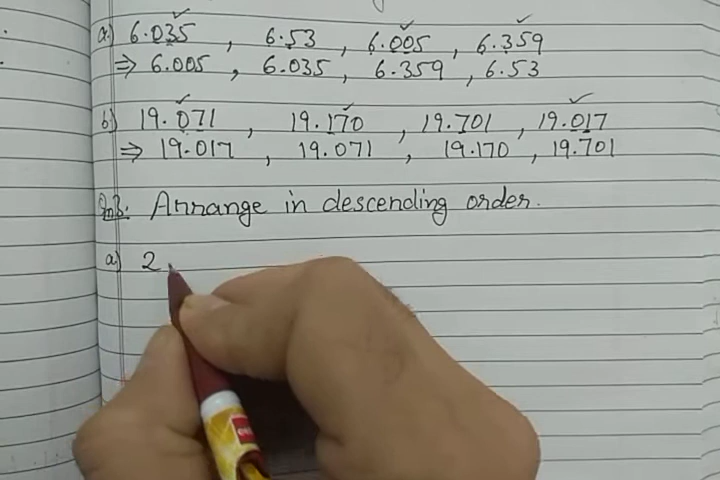 a) 6.035 , 6.53 , 6.005 , 6.359
⇒ 6.005 , 6.035 , 6.359 , 6.53
b) 19.071 , 19.170 , 19.701 , 19.017
⇒ 19.017 , 19.071 , 19.170 , 19.701
Qn3. Arrange in descending order.
a) 2